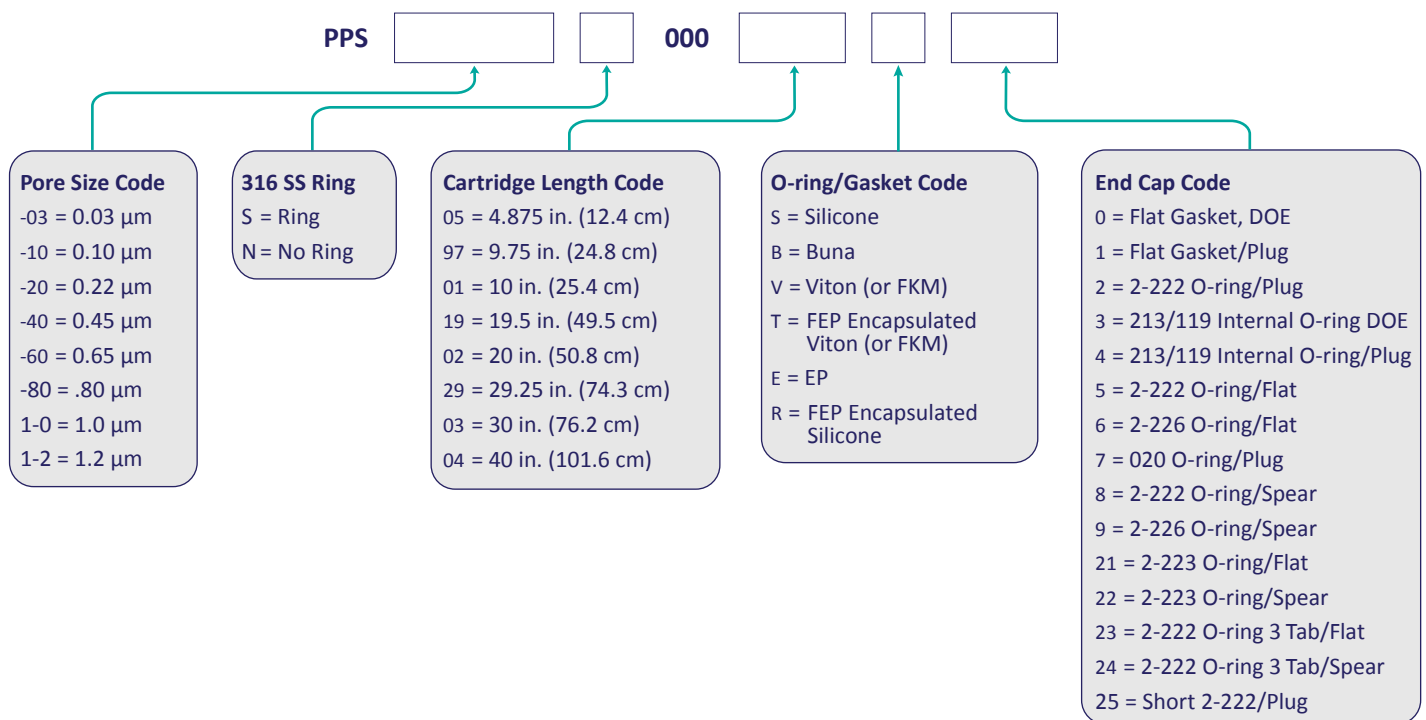 PPS 000
Pore Size Code
-03 = 0.03 µm
-10 = 0.10 µm
-20 = 0.22 µm
-40 = 0.45 µm
-60 = 0.65 µm
-80 = .80 µm
1-0 = 1.0 µm
1-2 = 1.2 µm
316 SS Ring
S = Ring
N = No Ring
Cartridge Length Code
05 = 4.875 in. (12.4 cm)
97 = 9.75 in. (24.8 cm)
01 = 10 in. (25.4 cm)
19 = 19.5 in. (49.5 cm)
02 = 20 in. (50.8 cm)
29 = 29.25 in. (74.3 cm)
03 = 30 in. (76.2 cm)
04 = 40 in. (101.6 cm)
O-ring/Gasket Code
S = Silicone
B = Buna
V = Viton (or FKM)
T = FEP Encapsulated
Viton (or FKM)
E = EP
R = FEP Encapsulated
Silicone
End Cap Code
0 = Flat Gasket, DOE
1 = Flat Gasket/Plug
2 = 2-222 O-ring/Plug
3 = 213/119 Internal O-ring DOE
4 = 213/119 Internal O-ring/Plug
5 = 2-222 O-ring/Flat
6 = 2-226 O-ring/Flat
7 = 020 O-ring/Plug
8 = 2-222 O-ring/Spear
9 = 2-226 O-ring/Spear
21 = 2-223 O-ring/Flat
22 = 2-223 O-ring/Spear
23 = 2-222 O-ring 3 Tab/Flat
24 = 2-222 O-ring 3 Tab/Spear
25 = Short 2-222/Plug